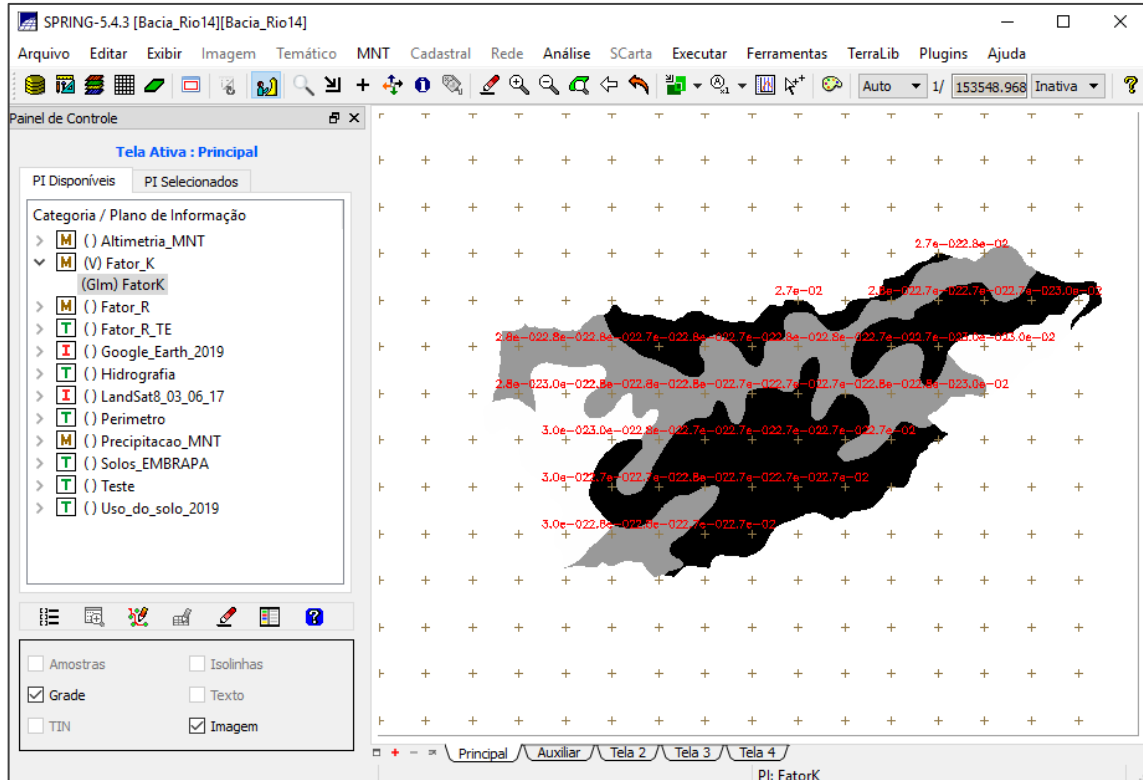 SPRING-5.4.3 [Bacia_Rio14][Bacia_Rio14]
Arquivo Editar Exibir Imagem Temático MNT Cadastral Rede Análise SCarta Executar Ferramentas TerraLib Plugins Ajuda
Auto 1/ 153548.968 Inativa
Painel de Controle
Tela Ativa : Principal
PI Disponíveis PI Selecionados
Categoria / Plano de Informação
M () Altimetria_MNT
M (V) Fator_K
(Glm) FatorK
M () Fator_R
T () Fator_R_TE
I () Google_Earth_2019
T () Hidrografia
I () LandSat8_03_06_17
T () Perimetro
M () Precipitacao_MNT
T () Solos_EMBRAPA
T () Teste
T () Uso_do_solo_2019
Amostras Isolinhas
Grade Texto
TIN Imagem
2.7e-022.8e-02
2.7e-02
Principal Auxiliar Tela 2 Tela 3 Tela 4
PI: FatorK